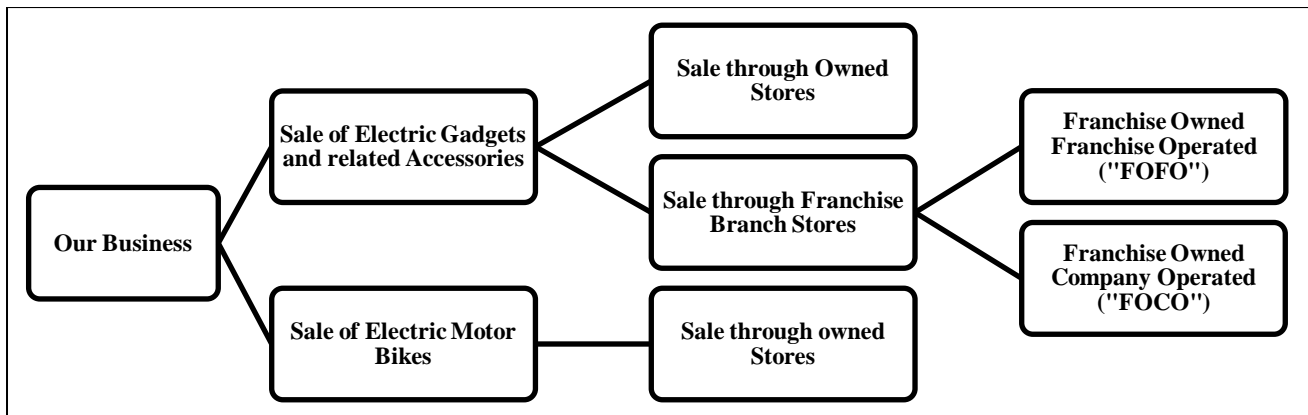 Our Business
Sale of Electric Gadgets
and related Accessories
Sale through Owned
Stores
Sale through Franchise
Branch Stores
Franchise Owned
Franchise Operated
("FOFO")
Franchise Owned
Company Operated
("FOCO")
Sale of Electric Motor
Bikes
Sale through owned
Stores